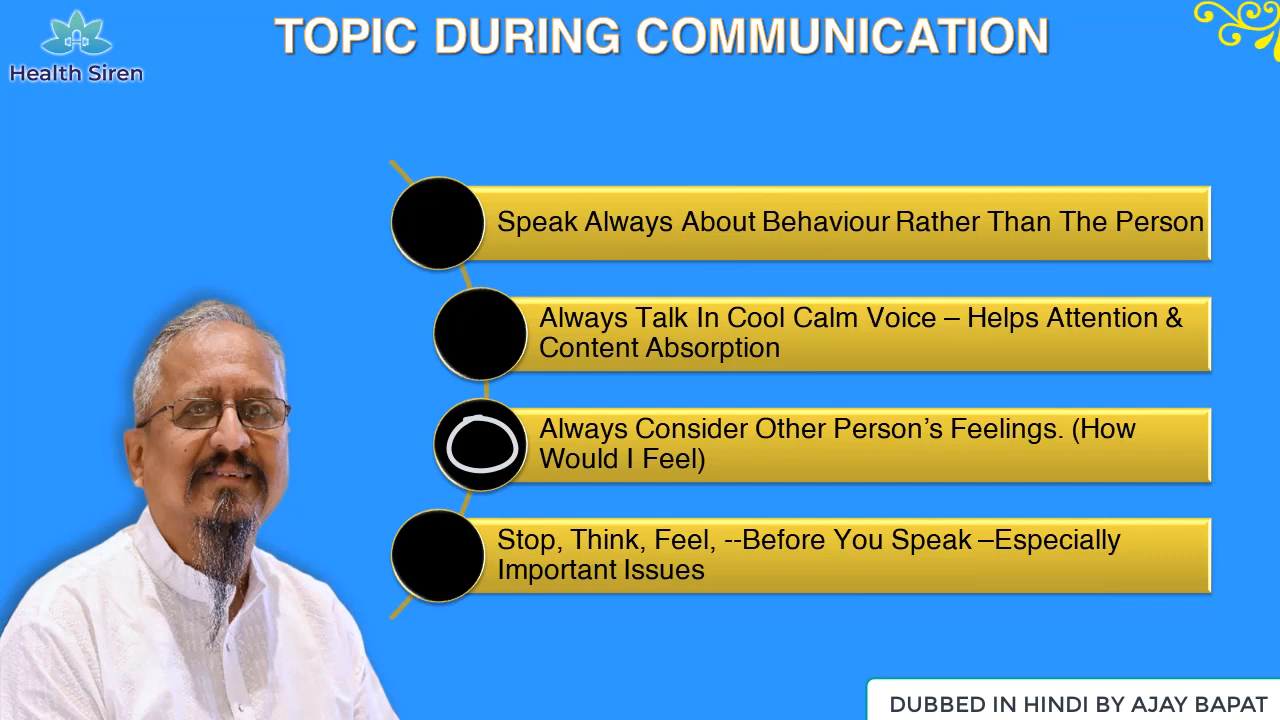 TOPIC DURING COMMUNICATION
Health Siren
Speak Always About Behaviour Rather Than The Person
Always Talk In Cool Calm Voice – Helps Attention &
Content Absorption
Always Consider Other Person’s Feelings. (How
Would I Feel)
Stop, Think, Feel, --Before You Speak –Especially
Important Issues
DUBBED IN HINDI BY AJAY BAPAT